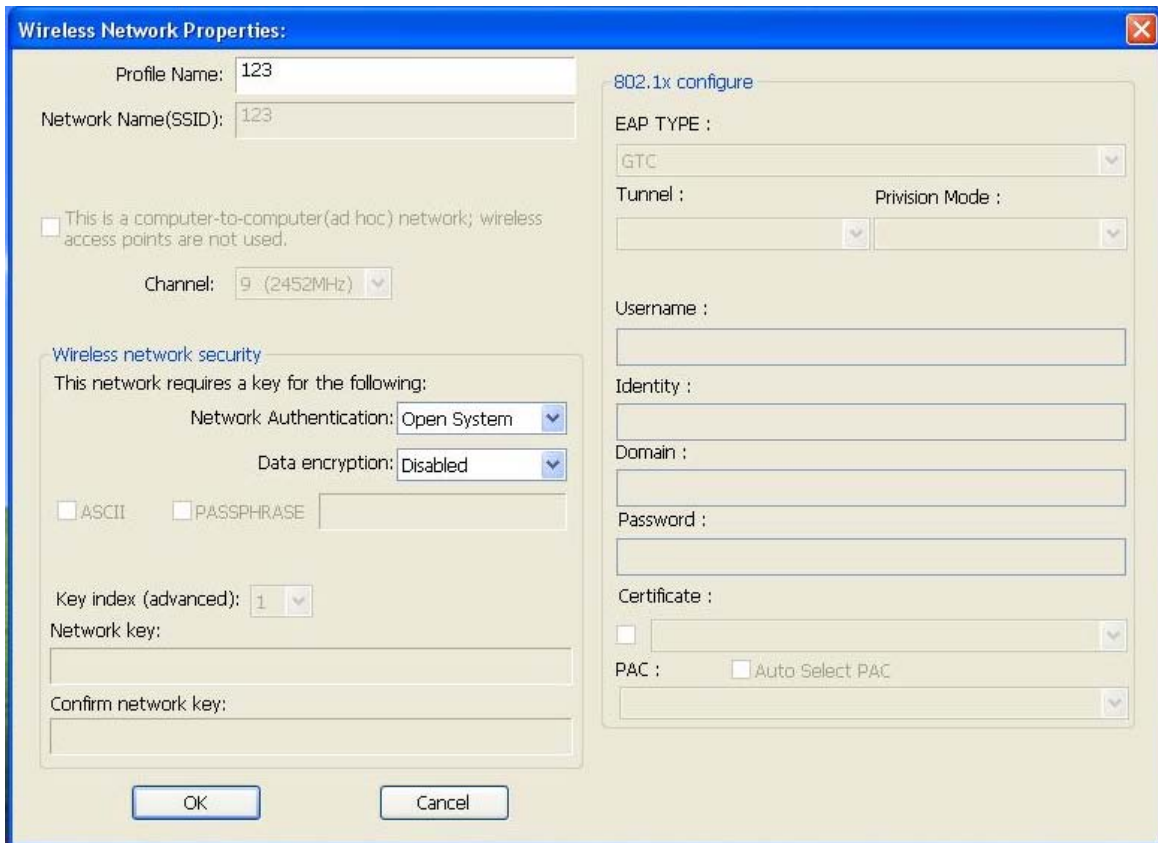 Wireless Network Properties:
Profile Name: 123
Network Name(SSID): 123
This is a computer-to-computer(ad hoc) network; wireless
access points are not used.
Channel: 9 (2452MHz)
Wireless network security
This network requires a key for the following:
Network Authentication: Open System
Data encryption: Disabled
ASCII PASSPHRASE
Key index (advanced): 1
Network key:
Confirm network key:
OK Cancel
802.1x configure
EAP TYPE :
GTC
Tunnel : Privision Mode :
Username :
Identity :
Domain :
Password :
Certificate :
PAC : Auto Select PAC